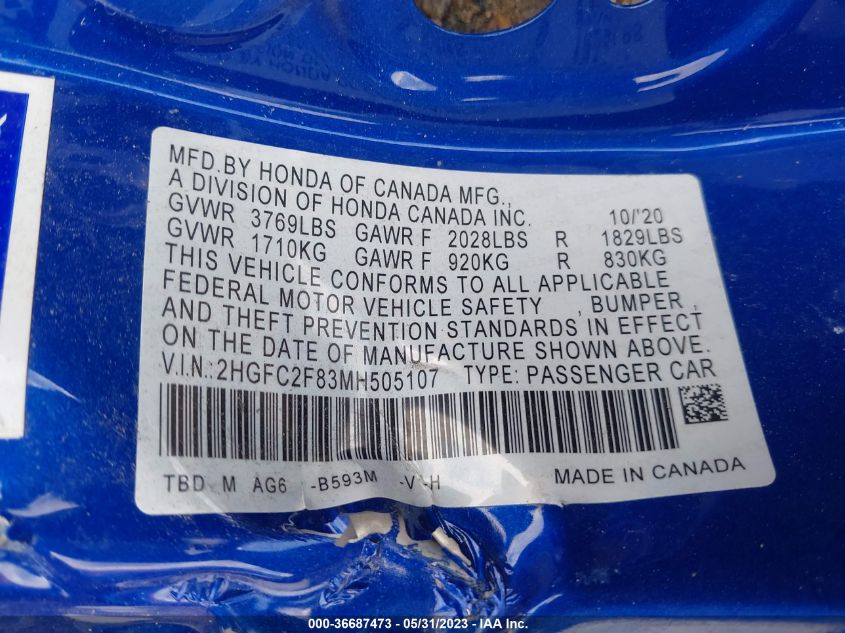 MFD.BY HONDA OF CANADA MFG.,
A DIVISION OF HONDA CANADA INC. 10/'20
GVWR 3769LBS GAWR F 2028LBS R 1829LBS
GVWR 1710KG GAWR F 920KG R 830KG
THIS VEHICLE CONFORMS TO ALL APPLICABLE
FEDERAL MOTOR VEHICLE SAFETY , BUMPER ,
AND THEFT PREVENTION STANDARDS IN EFFECT
ON THE DATE OF MANUFACTURE SHOWN ABOVE.
V.I.N.: 2HGFC2F83MH505107 TYPE: PASSENGER CAR
TBD M AG6 -B593M -V -H MADE IN CANADA
000-36687473 - 05/31/2023 - IAA Inc.